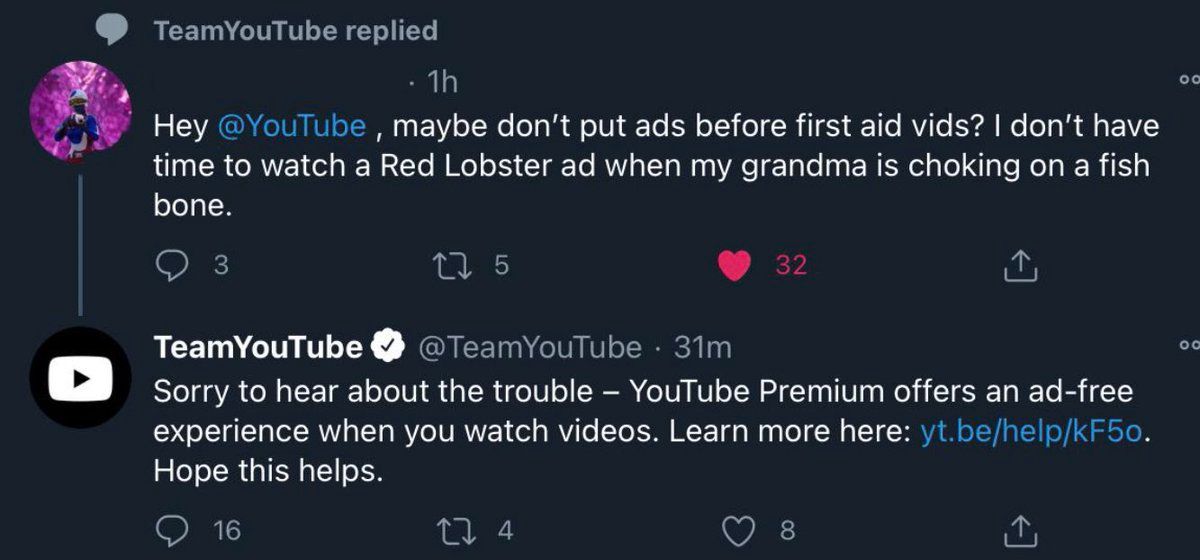 TeamYouTube replied
· 1h
Hey @YouTube , maybe don’t put ads before first aid vids? I don’t have
time to watch a Red Lobster ad when my grandma is choking on a fish
bone.
3 5 32
TeamYouTube @TeamYouTube · 31m
Sorry to hear about the trouble – YouTube Premium offers an ad-free
experience when you watch videos. Learn more here: yt.be/help/kF5o.
Hope this helps.
16 4 8